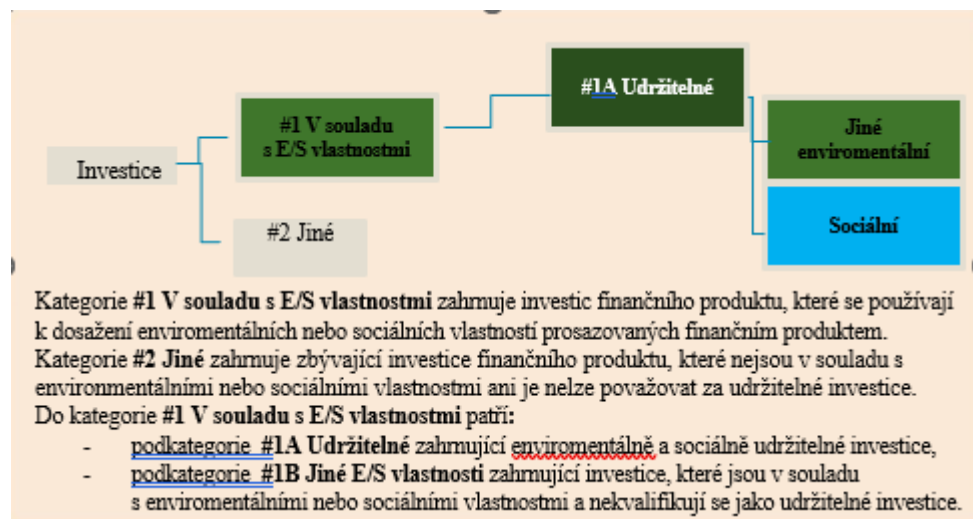 #1A Udržitelné
#1 V souladu
s E/S vlastnostmi
Jiné
enviromentální
Investice
#2 Jiné
Sociální
Kategorie #1 V souladu s E/S vlastnostmi zahrnuje investic finančního produktu, které se používají
k dosažení enviromentálních nebo sociálních vlastností prosazovaných finančním produktem.
Kategorie #2 Jiné zahrnuje zbývající investice finančního produktu, které nejsou v souladu s
environmentálními nebo sociálními vlastnostmi ani je nelze považovat za udržitelné investice.
Do kategorie #1 V souladu s E/S vlastnostmi patří:
- podkategorie #1A Udržitelné zahrnující enviromentálně a sociálně udržitelné investice,
- podkategorie #1B Jiné E/S vlastnosti zahrnující investice, které jsou v souladu
s enviromentálními nebo sociálními vlastnostmi a nekvalifikují se jako udržitelné investice.